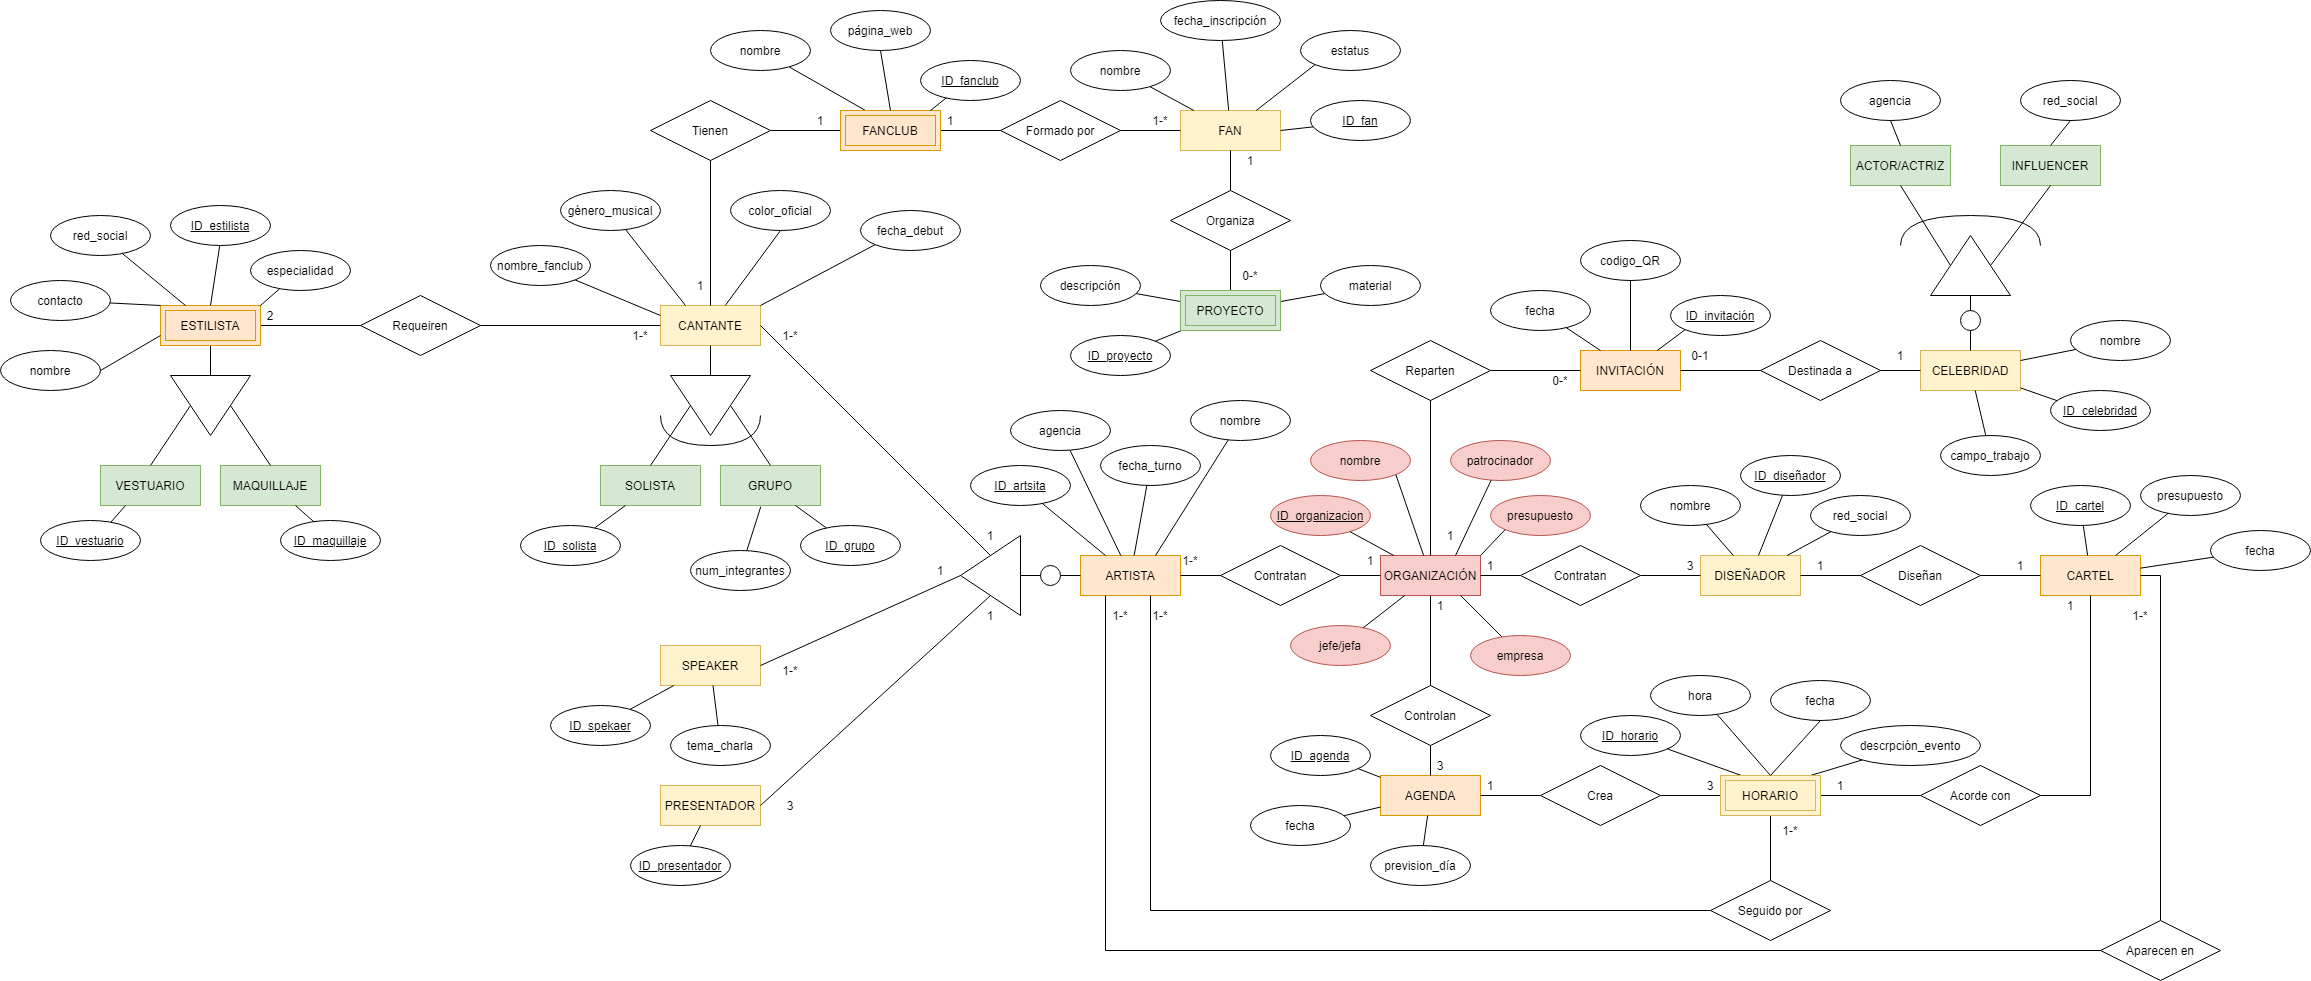 fecha_inscripción
página_web
nombre
estatus
nombre
ID_fanclub
agencia
red_social
ID_fan
1
1
1-*
Tienen
FANCLUB
Formado por
FAN
1
ACTOR/ACTRIZ
INFLUENCER
género_musical
color_oficial
Organiza
ID_estilista
red_social
fecha_debut
codigo_QR
nombre_fanclub
especialidad
0-*
contacto
descripción
material
1
fecha
ID_invitación
PROYECTO
2
ESTILISTA
Requeiren
CANTANTE
1-*
1-*
nombre
ID_proyecto
0-1
1
nombre
Reparten
0-*
INVITACIÓN
Destinada a
CELEBRIDAD
nombre
ID_celebridad
nombre
agencia
campo_trabajo
nombre
patrocinador
fecha_turno
ID_diseñador
VESTUARIO
MAQUILLAJE
SOLISTA
GRUPO
ID_artsita
presupuesto
nombre
ID_cartel
ID_organizacion
presupuesto
red_social
1
1
ID_vestuario
ID_maquillaje
ID_solista
ID_grupo
fecha
num_integrantes
1
1-*
1
1
3
1
1
ARTISTA
Contratan
ORGANIZACIÓN
Contratan
DISEÑADOR
Diseñan
CARTEL
1
1-*
1-*
1
1
1-*
jefe/jefa
empresa
SPEAKER
1-*
hora
fecha
Controlan
ID_spekaer
ID_horario
tema_charla
descrpción_evento
ID_agenda
3
1
3
1
PRESENTADOR
3
AGENDA
Crea
HORARIO
Acorde con
fecha
1-*
ID_presentador
prevision_día
Seguido por
Aparecen en